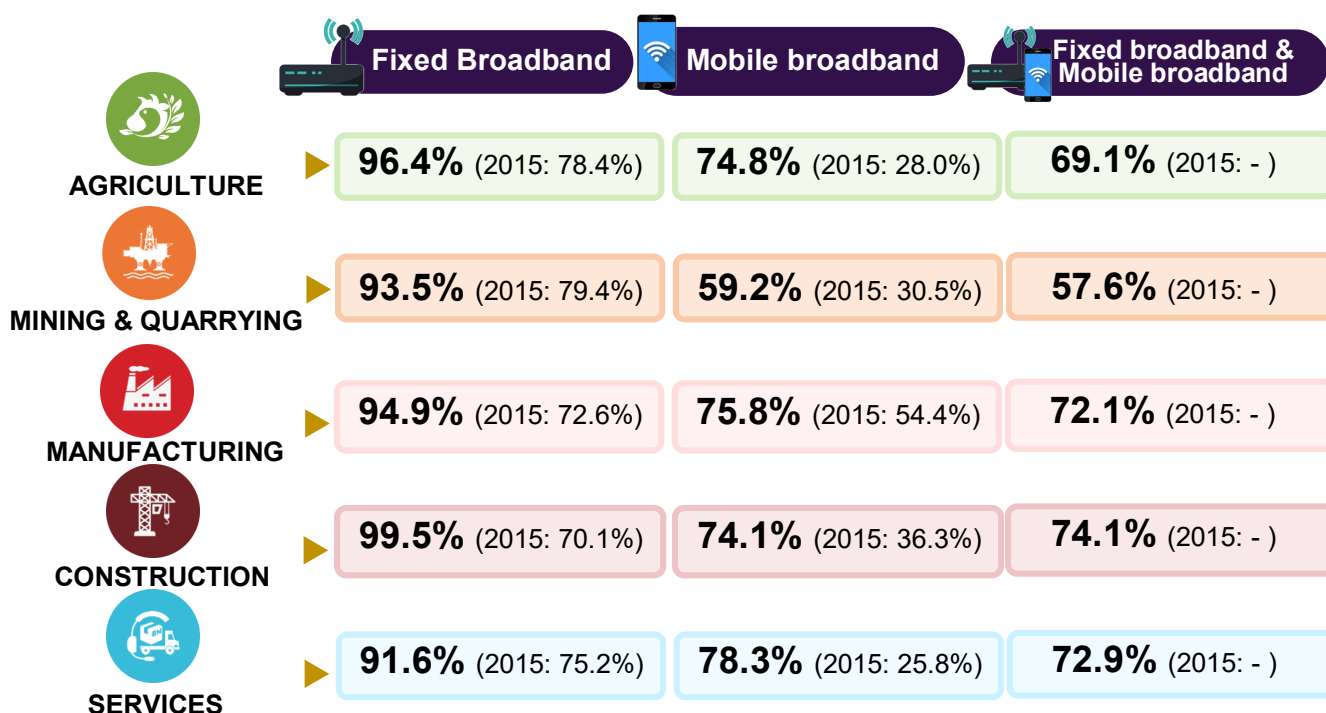 Fixed Broadband
Mobile broadband
Fixed broadband &
Mobile broadband
AGRICULTURE
96.4% (2015: 78.4%)
74.8% (2015: 28.0%)
69.1% (2015: - )
MINING & QUARRYING
93.5% (2015: 79.4%)
59.2% (2015: 30.5%)
57.6% (2015: - )
MANUFACTURING
94.9% (2015: 72.6%)
75.8% (2015: 54.4%)
72.1% (2015: - )
CONSTRUCTION
99.5% (2015: 70.1%)
74.1% (2015: 36.3%)
74.1% (2015: - )
SERVICES
91.6% (2015: 75.2%)
78.3% (2015: 25.8%)
72.9% (2015: - )